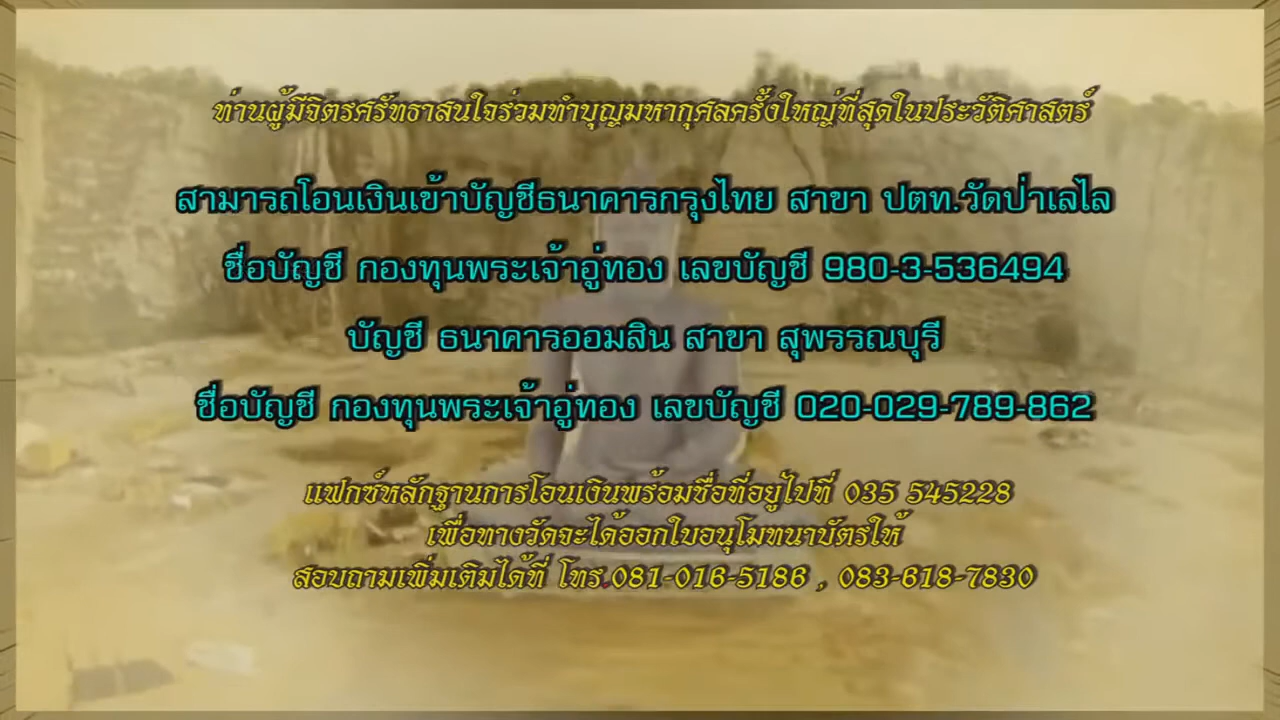 ท่านผู้มีจิตรศรัทธาสนใจร่วมทำบุญมหากุศลครั้งใหญ่ที่สุดในประวัติศาสตร์
สามารถโอนเงินเข้าบัญชีธนาคารกรุงไทย สาขา ปตท.วัดป่าเลไล
ชื่อบัญชี กองทุนพระเจ้าอู่ทอง เลขบัญชี 980-3-536494
บัญชี ธนาคารออมสิน สาขา สุพรรณบุรี
ชื่อบัญชี กองทุนพระเจ้าอู่ทอง เลขบัญชี 020-029-789-862
แฟกซ์หลักฐานการโอนเงินพร้อมชื่อที่อยู่ไปที่ 035 545228
เพื่อทางวัดจะได้ออกใบอนุโมทนาบัตรให้
สอบถามเพิ่มเติมได้ที่ โทร.081-016-5186 , 083-618-7830